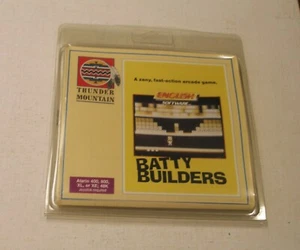 THUNDER
MOUNTAIN
A zany, fast-action arcade game.
ENGLISH
SOFTWARE
BATTY
BUILDERS
Atari® 400, 800,
XL, or XE, 48K